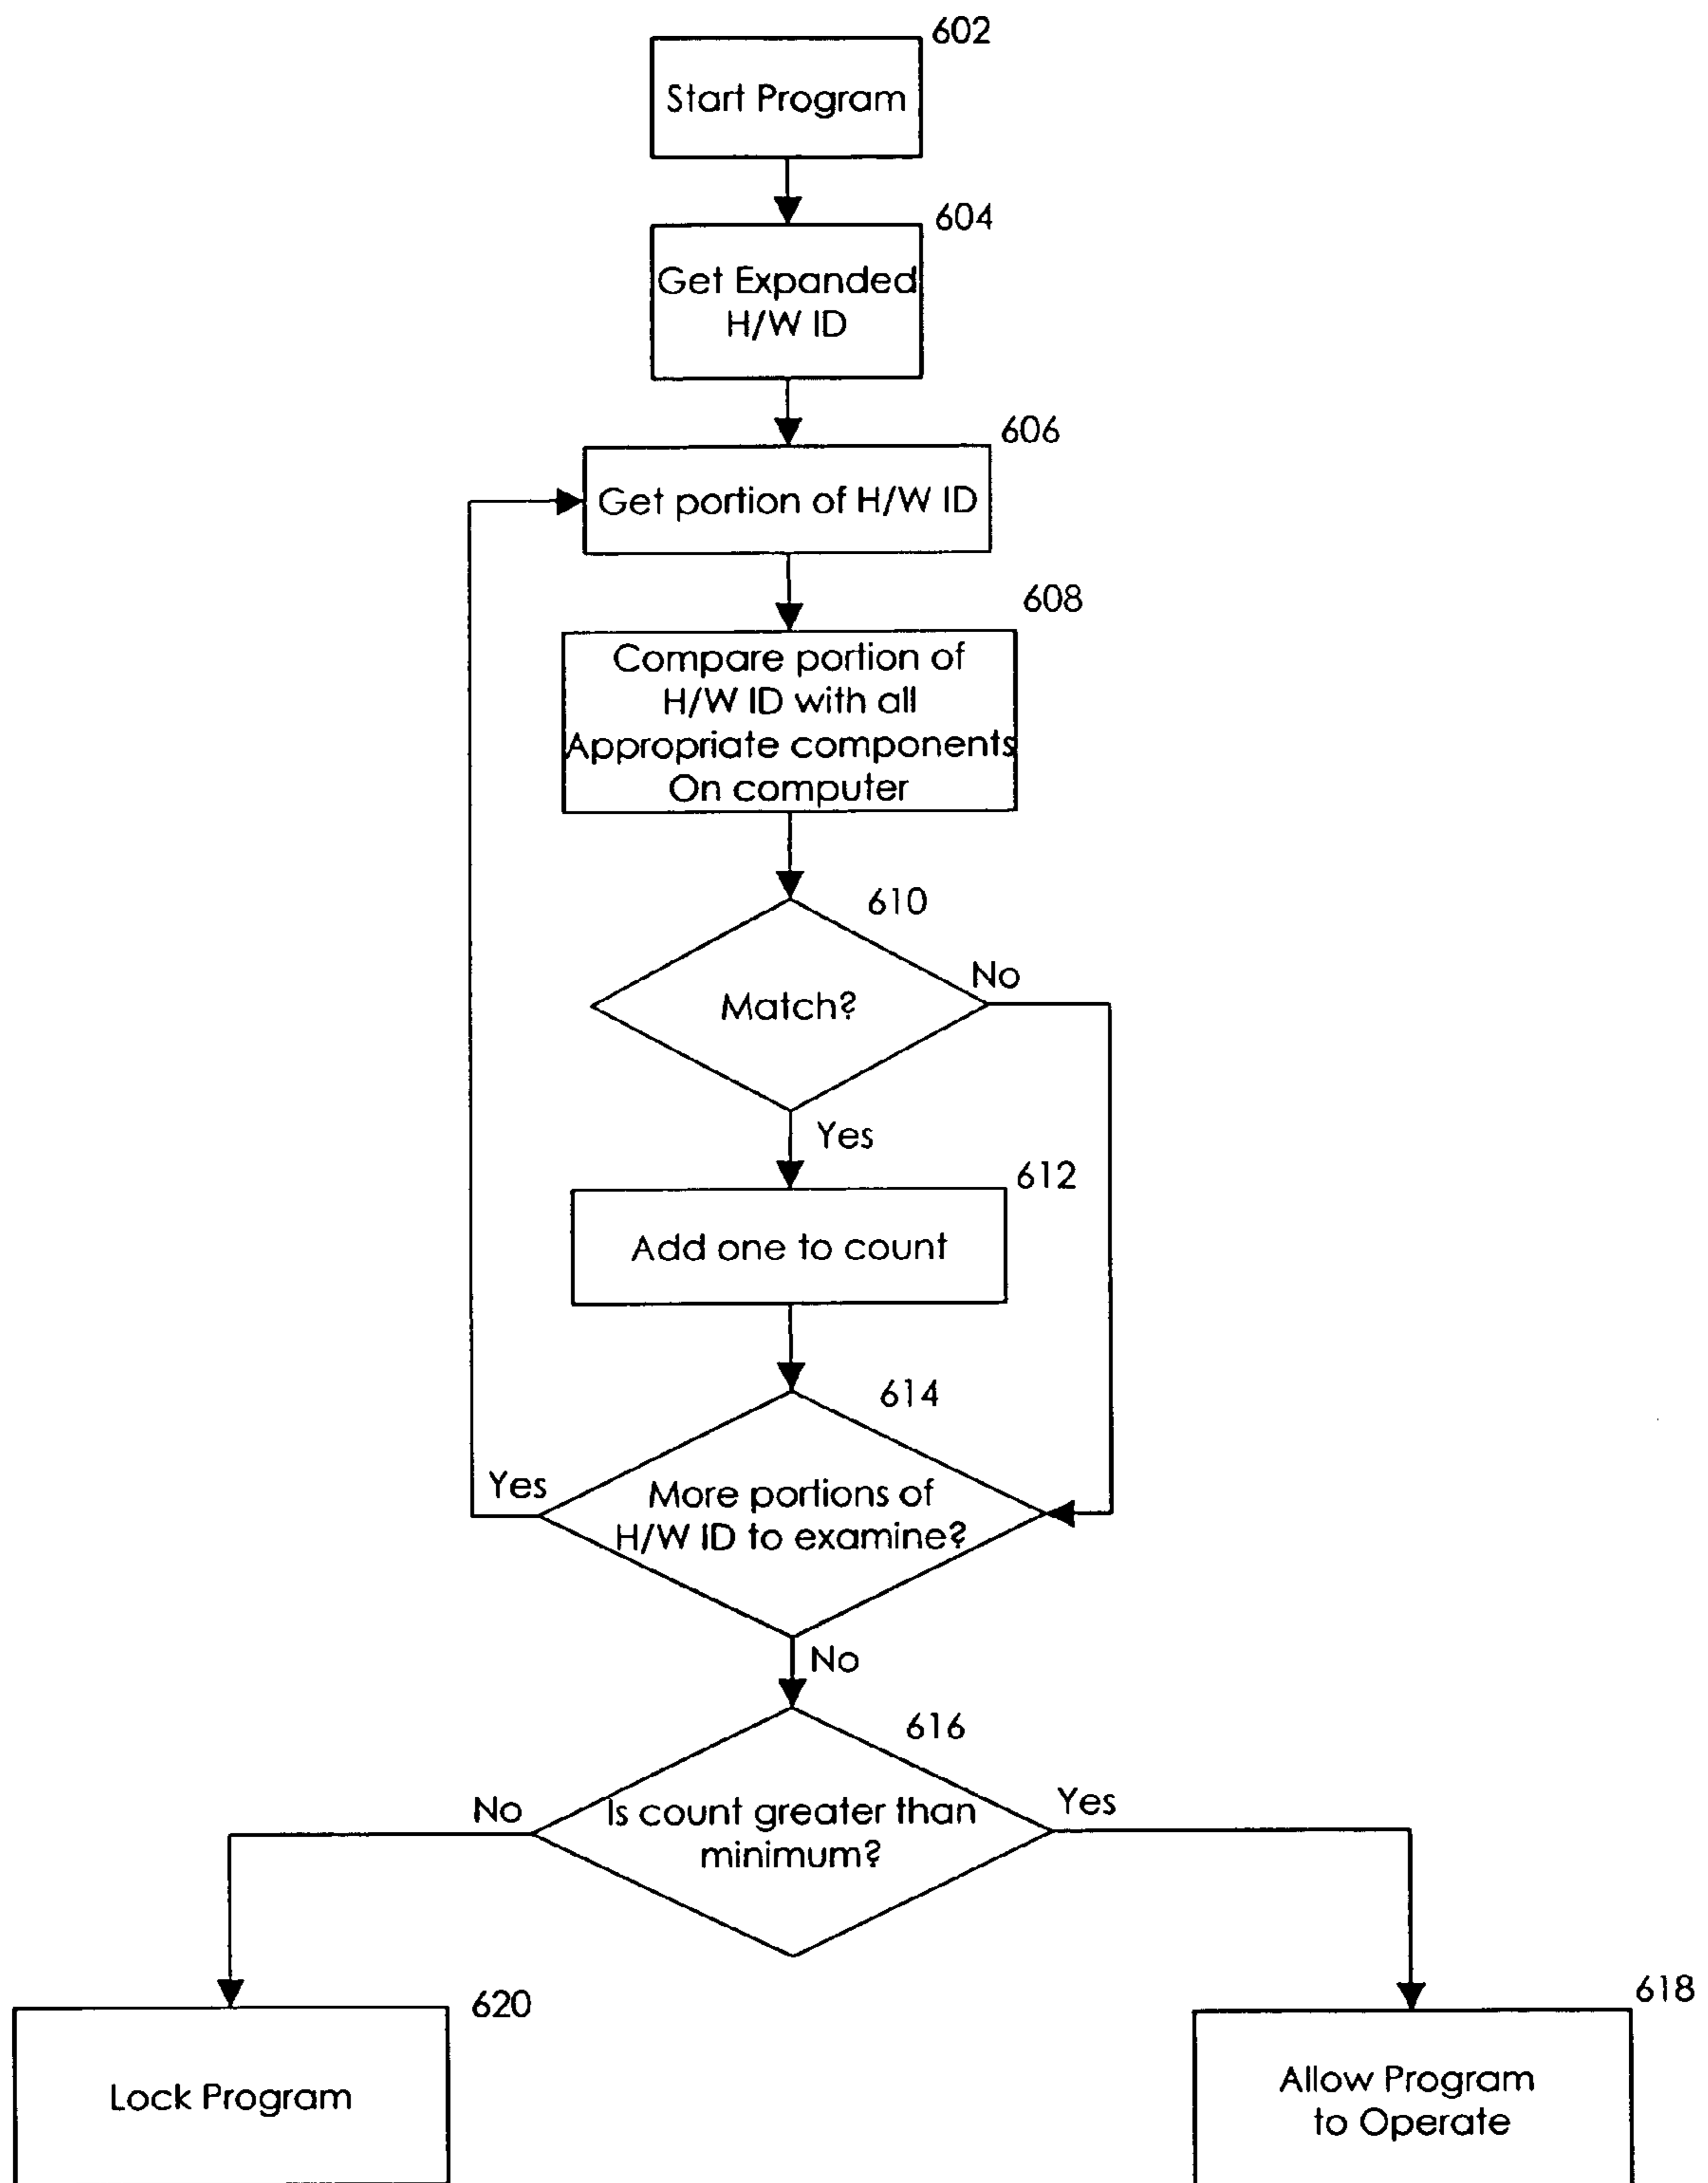 602
Start Program
604
Get Expanded
H/W ID
606
Get portion of H/W ID
608
Compare portion of
H/W ID with all
Appropriate components
On computer
610
Match?
No
Yes
612
Add one to count
614
Yes
More portions of
H/W ID to examine?
No
616
No
Is count greater than
minimum?
Yes
620
Lock Program
618
Allow Program
to Operate